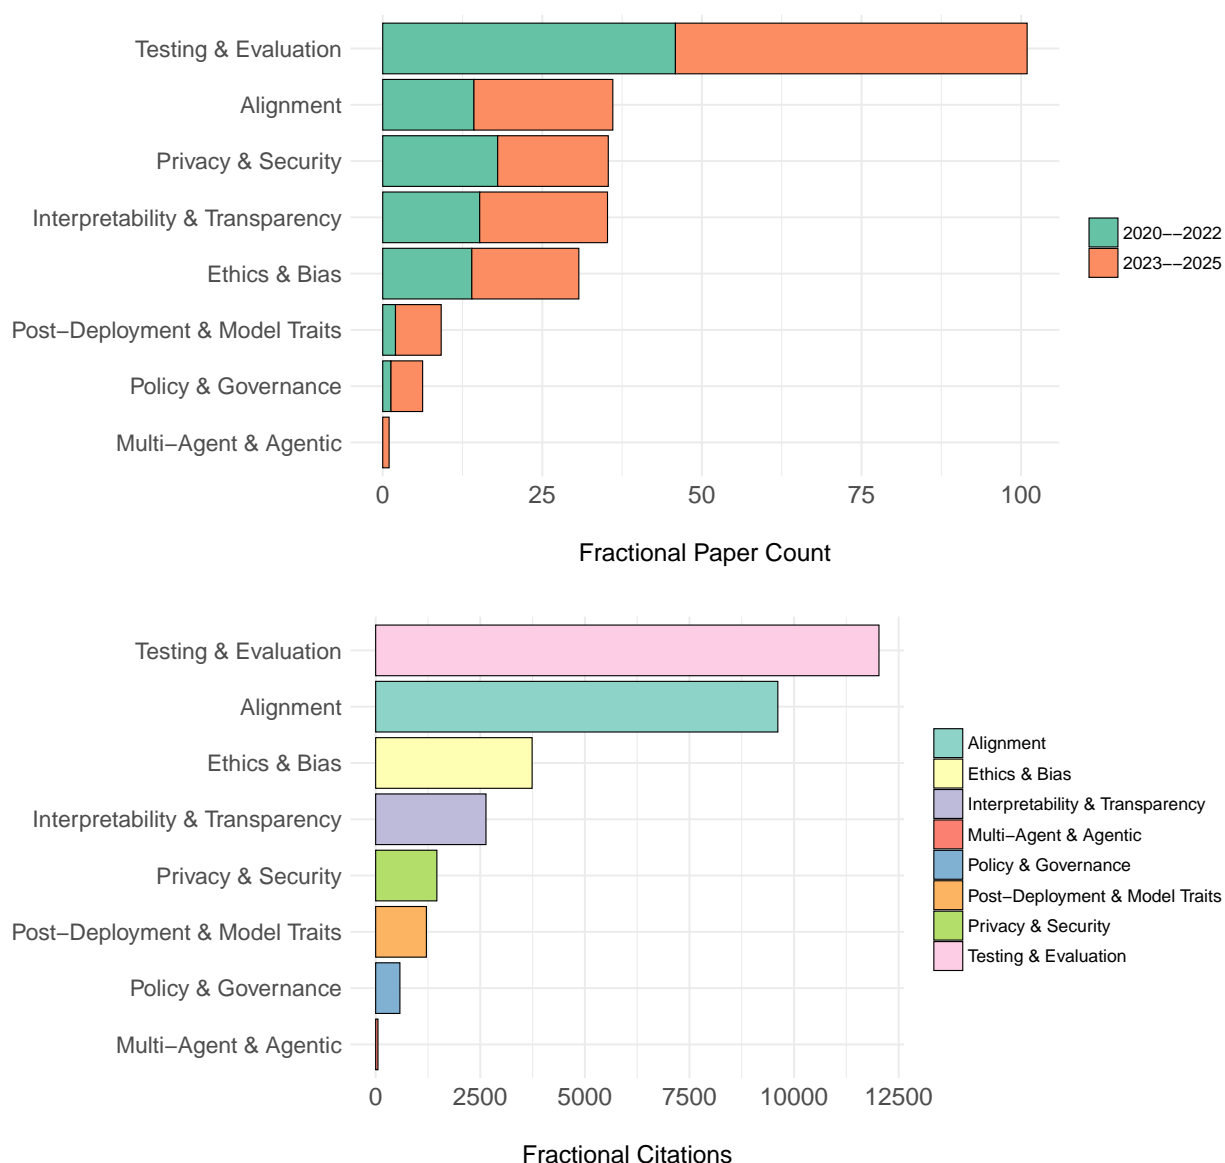 Testing & Evaluation
Alignment
Privacy & Security
Interpretability & Transparency
Ethics & Bias
Post−Deployment & Model Traits
Policy & Governance
Multi−Agent & Agentic
0 25 50 75 100
Fractional Paper Count
2020−−2022
2023−−2025
Testing & Evaluation
Alignment
Ethics & Bias
Interpretability & Transparency
Privacy & Security
Post−Deployment & Model Traits
Policy & Governance
Multi−Agent & Agentic
0 2500 5000 7500 10000 12500
Fractional Citations
Alignment
Ethics & Bias
Interpretability & Transparency
Multi−Agent & Agentic
Policy & Governance
Post−Deployment & Model Traits
Privacy & Security
Testing & Evaluation